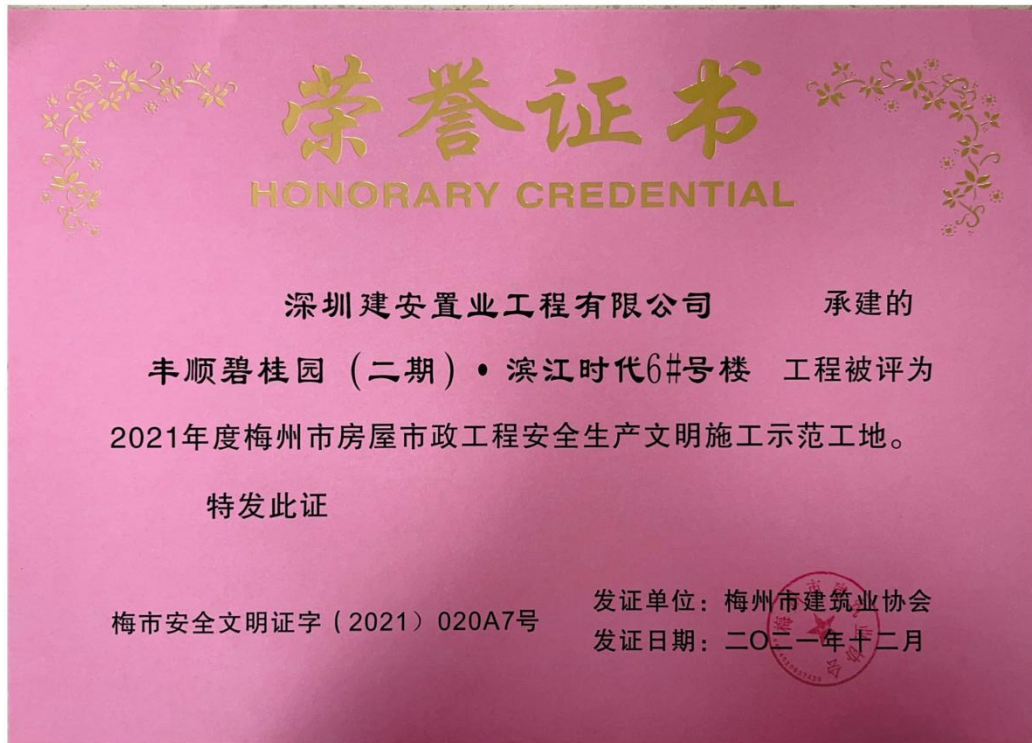 荣誉证书
HONORARY CREDENTIAL
深圳建安置业工程有限公司 承建的
丰顺碧桂园（二期）·滨江时代6#号楼 工程被评为
2021年度梅州市房屋市政工程安全生产文明施工示范工地。
特发此证
梅市安全文明证字（2021）020A7号
发证单位：梅州市建筑业协会
发证日期：二〇二一年十二月